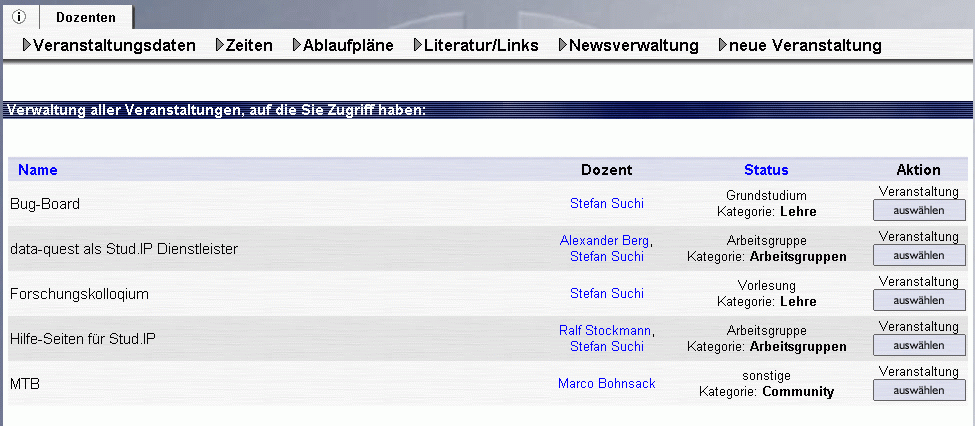 i Dozenten
Veranstaltungsdaten Zeiten Ablaufpläne Literatur/Links Newsverwaltung neue Veranstaltung
Verwaltung aller Veranstaltungen, auf die Sie Zugriff haben:
Name Dozent Status Aktion
Bug-Board Stefan Suchi Grundstudium Kategorie: Lehre Veranstaltung auswählen
data-quest als Stud.IP Dienstleister Alexander Berg, Stefan Suchi Arbeitsgruppe Kategorie: Arbeitsgruppen Veranstaltung auswählen
Forschungskolloqium Stefan Suchi Vorlesung Kategorie: Lehre Veranstaltung auswählen
Hilfe-Seiten für Stud.IP Ralf Stockmann, Stefan Suchi Arbeitsgruppe Kategorie: Arbeitsgruppen Veranstaltung auswählen
MTB Marco Bohnsack sonstige Kategorie: Community Veranstaltung auswählen